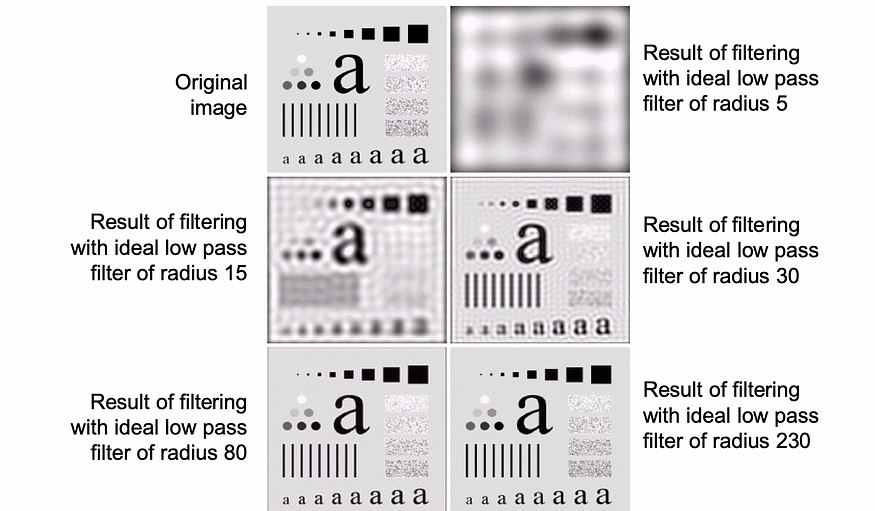 Original
image
a
a a a a a a a a
Result of filtering
with ideal low pass
filter of radius 5
Result of filtering
with ideal low pass
filter of radius 15
a
a a a a a a a a
Result of filtering
with ideal low pass
filter of radius 30
a
a a a a a a a a
Result of filtering
with ideal low pass
filter of radius 80
a
a a a a a a a a
Result of filtering
with ideal low pass
filter of radius 230
a
a a a a a a a a